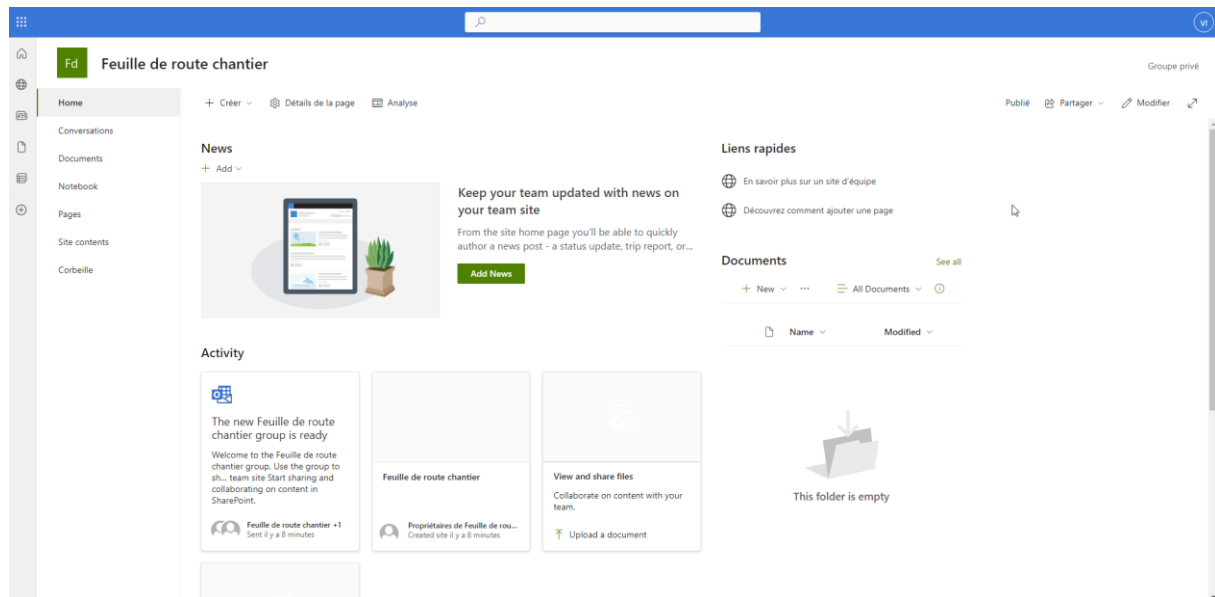 VI
Fd
Feuille de route chantier
Groupe privé
Home
Conversations
Documents
Notebook
Pages
Site contents
Corbeille
+ Créer
Détails de la page
Analyse
Publié
Partager
Modifier
News
+ Add
Keep your team updated with news on
your team site
From the site home page you'll be able to quickly
author a news post - a status update, trip report, or...
Add News
Activity
The new Feuille de route
chantier group is ready
Welcome to the Feuille de route
chantier group. Use the group to
sh... team site Start sharing and
collaborating on content in
SharePoint.
Feuille de route chantier +1
Sent il y a 8 minutes
Feuille de route chantier
Propriétaires de Feuille de rou...
Created site il y a 8 minutes
View and share files
Collaborate on content with your
team.
Upload a document
Liens rapides
En savoir plus sur un site d'équipe
Découvrez comment ajouter une page
Documents
See all
+ New
...
All Documents
Name
Modified
This folder is empty